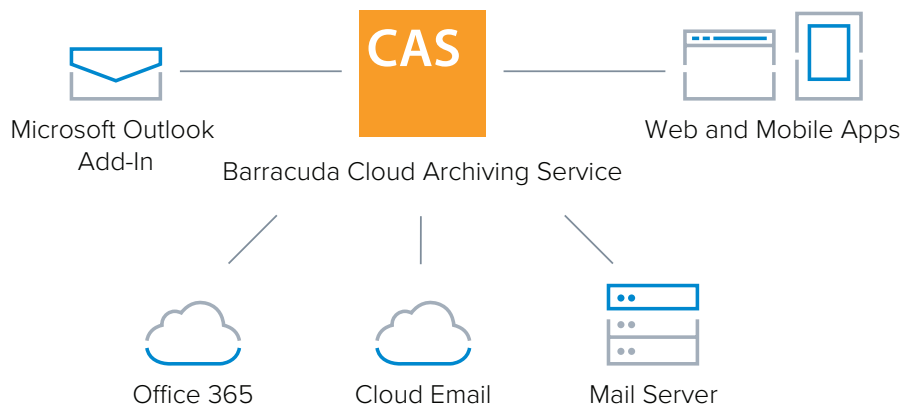 CAS
Microsoft Outlook
Add-In
Web and Mobile Apps
Barracuda Cloud Archiving Service
Office 365
Cloud Email
Mail Server